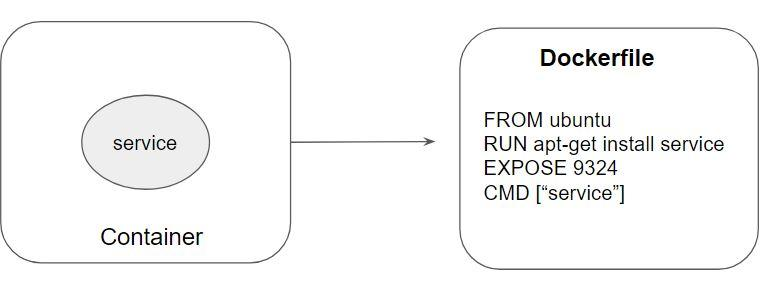 service
Container
Dockerfile
FROM ubuntu
RUN apt-get install service
EXPOSE 9324
CMD [“service”]